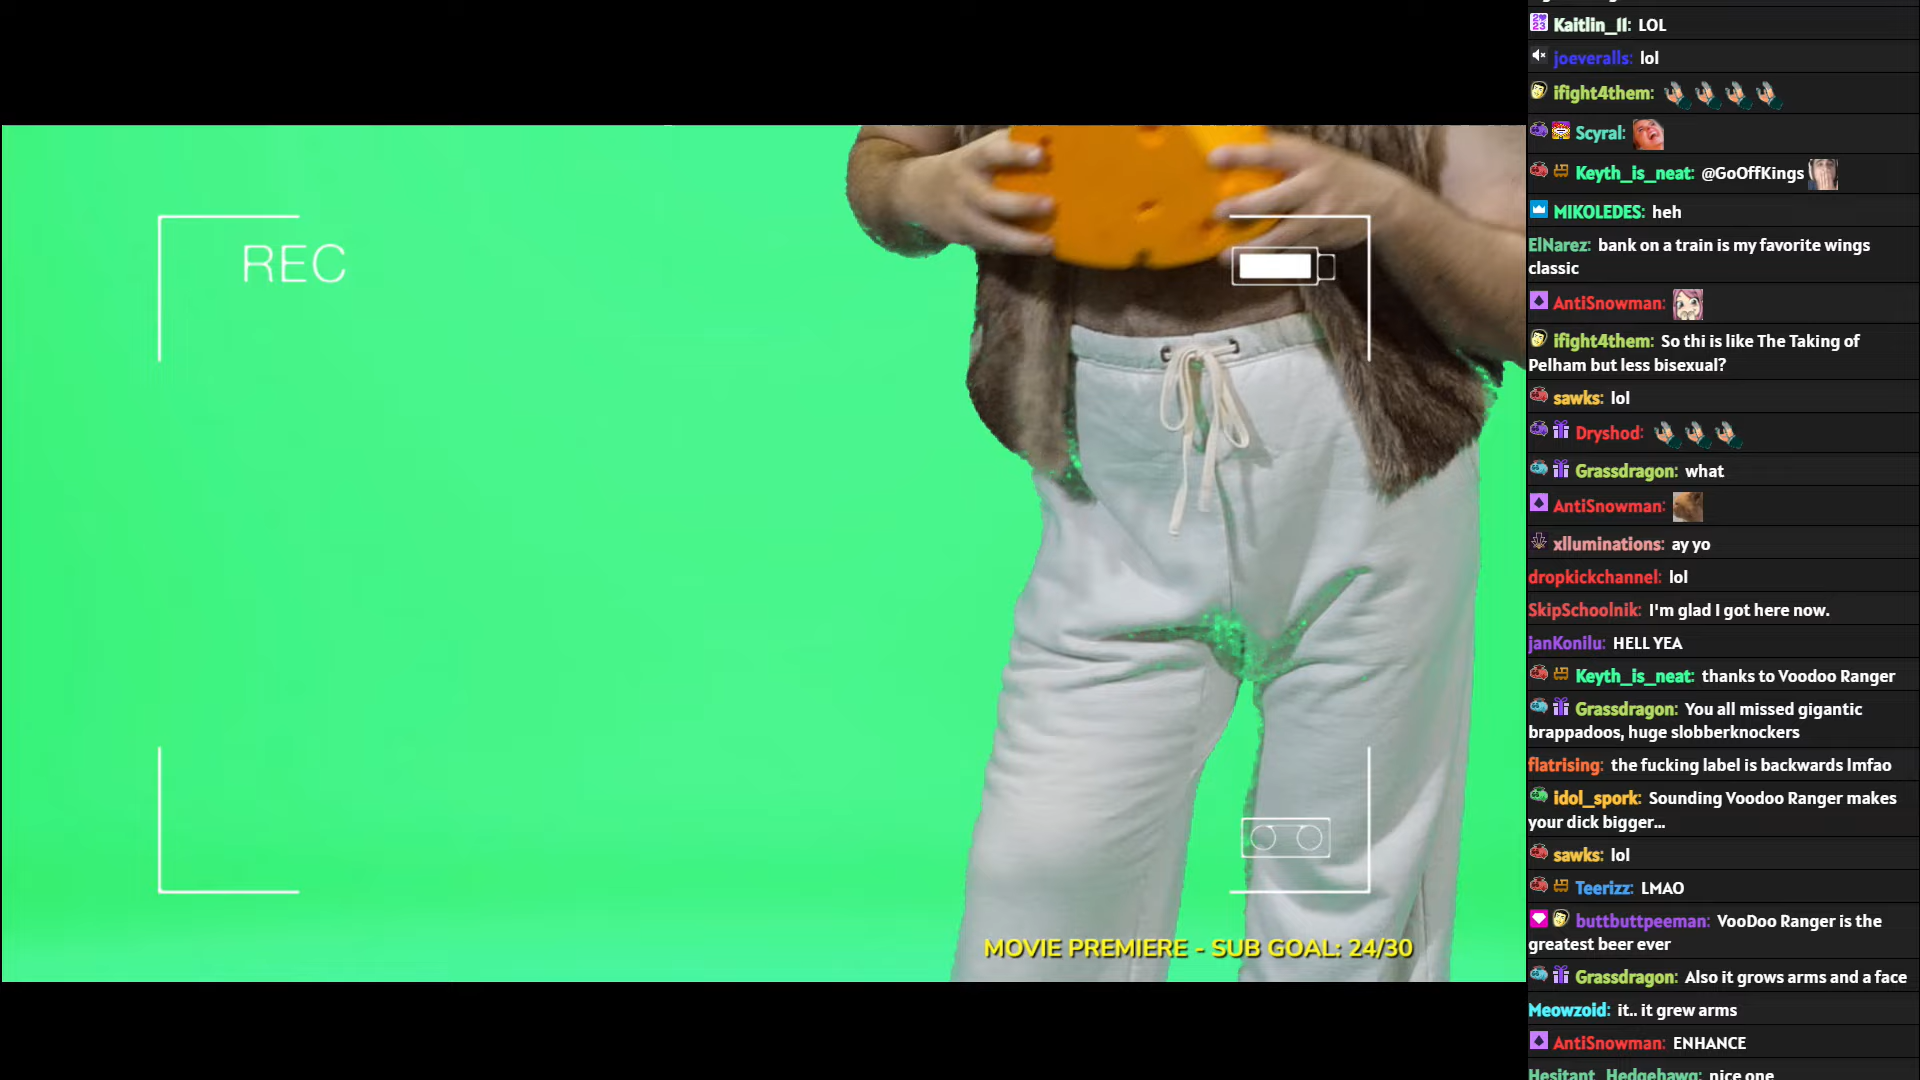 REC
MOVIE PREMIERE - SUB GOAL: 24/30
Kaitlin_ll: LOL
joeveralls: lol
ifight4them:
Scyral:
Keyth_is_neat: @GoOffKings
MIKOLEDES: heh
ElNarez: bank on a train is my favorite wings
classic
AntiSnowman:
ifight4them: So thi is like The Taking of
Pelham but less bisexual?
sawks: lol
Dryshod:
Grassdragon: what
AntiSnowman:
xlluminations: ay yo
dropkickchannel: lol
SkipSchoolnik: I'm glad I got here now.
janKonilu: HELL YEA
Keyth_is_neat: thanks to Voodoo Ranger
Grassdragon: You all missed gigantic
brappadoos, huge slobberknockers
flatrising: the fucking label is backwards lmfao
idol_spork: Sounding Voodoo Ranger makes
your dick bigger...
sawks: lol
Teerizz: LMAO
buttbuttpeeman: VooDoo Ranger is the
greatest beer ever
Grassdragon: Also it grows arms and a face
Meowzoid: it.. it grew arms
AntiSnowman: ENHANCE
Hesitant_Hedgehawg: nice one